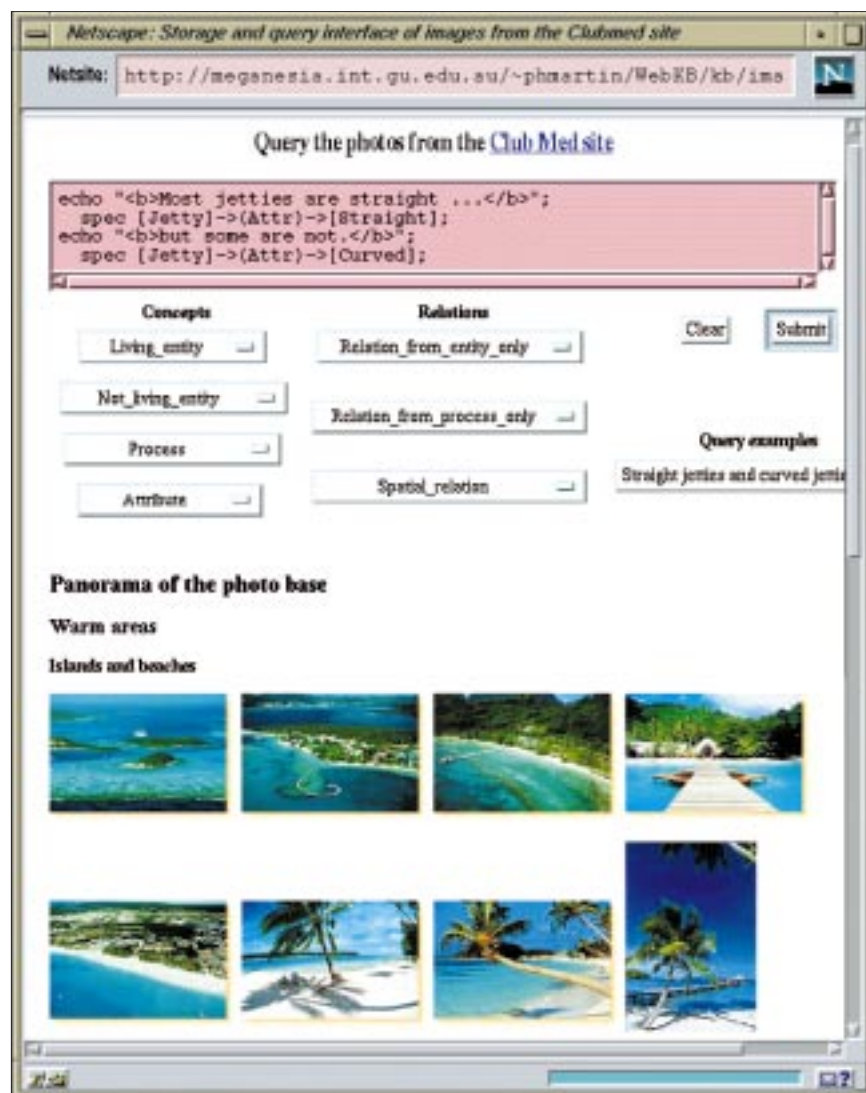 Netscape: Storage and query interface of images from the Clubmed site
Netsite: http://meganesia.int.gu.edu.au/~phmartin/WebKB/kb/ima
N
Query the photos from the Club Med site
echo "<b>Most jetties are straight ...</b>";
spec [Jetty]->(Attr)->[Straight];
echo "<b>but some are not.</b>";
spec [Jetty]->(Attr)->[Curved];
Concepts
Relations
Living_entity
Relation_from_entity_only
Clear
Submit
Not_living_entity
Relation_from_process_only
Process
Query examples
Attribute
Spatial_relation
Straight jetties and curved jettie
Panorama of the photo base
Warm areas
Islands and beaches
?